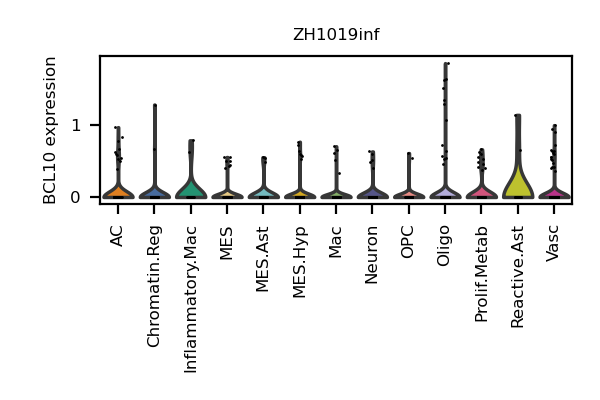 ZH1019inf
BCL10 expression
1
0
AC
Chromatin.Reg
Inflammatory.Mac
MES
MES.Ast
MES.Hyp
Mac
Neuron
OPC
Oligo
Prolif.Metab
Reactive.Ast
Vasc